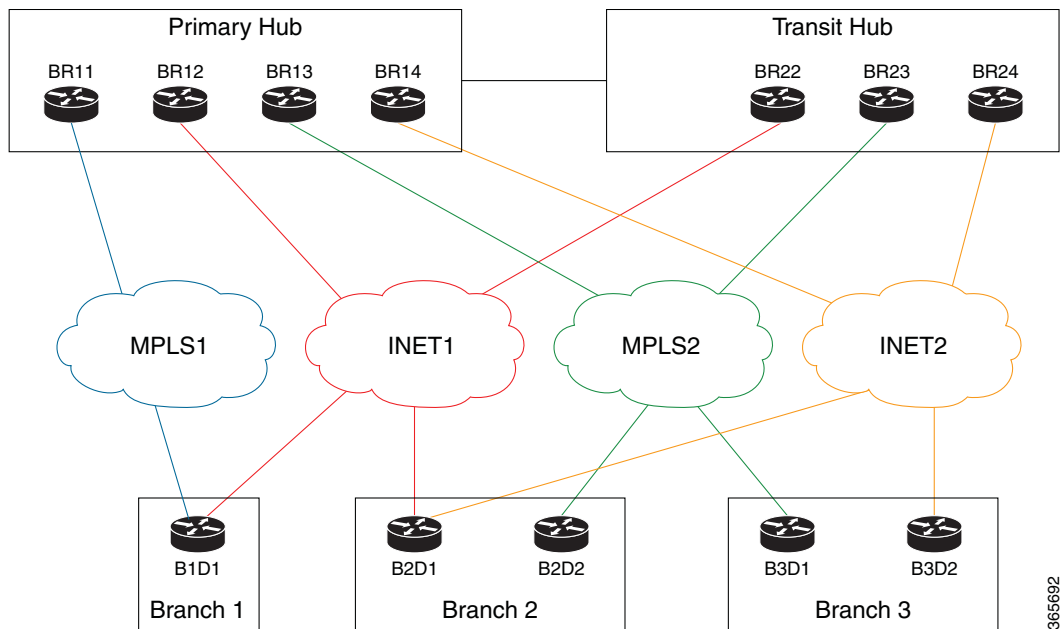 Primary Hub
Transit Hub
BR11 BR12 BR13 BR14
BR22 BR23 BR24
MPLS1 INET1 MPLS2 INET2
B1D1 B2D1 B2D2 B3D1 B3D2
Branch 1 Branch 2 Branch 3
365692